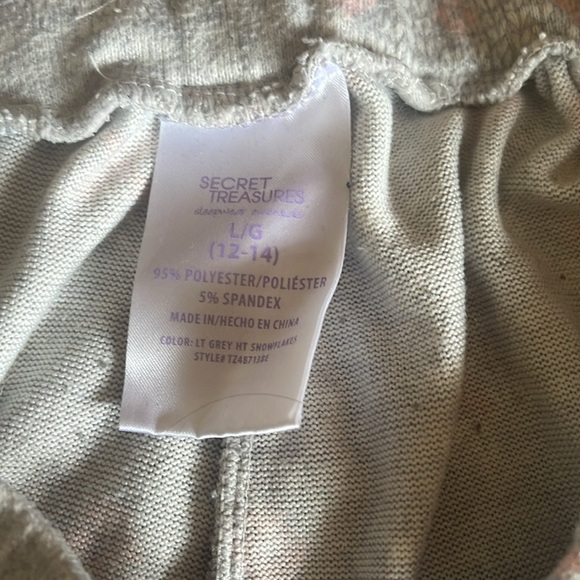 SECRET
TREASURES
L/G
(12-14)
95% POLYESTER/POLIÉSTER
5% SPANDEX
MADE IN/HECHO EN CHINA
COLOR: LT GREY HT SNOWFLAKES